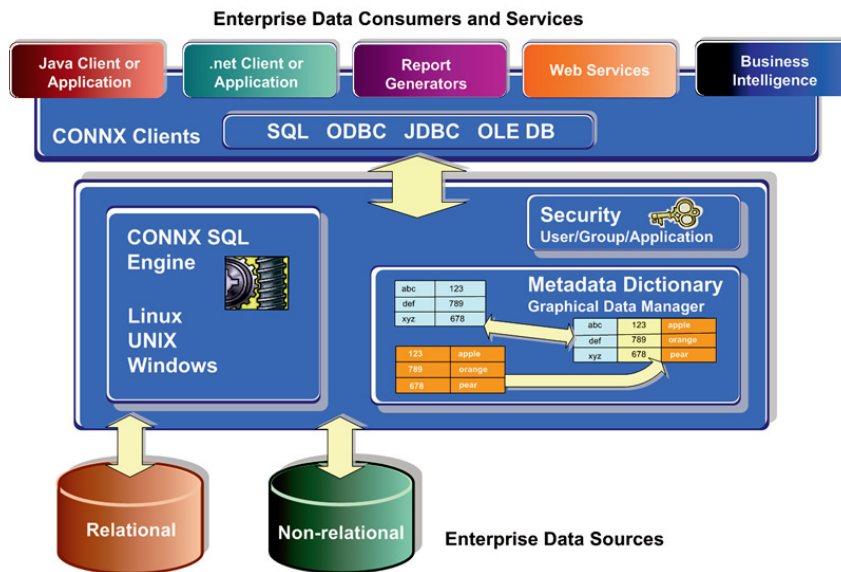 Enterprise Data Consumers and Services
Java Client or
Application
.net Client or
Application
Report
Generators
Web Services
Business
Intelligence
CONNX Clients
SQL ODBC JDBC OLE DB
CONNX SQL
Engine
Linux
UNIX
Windows
Security
User/Group/Application
Metadata Dictionary
Graphical Data Manager
abc 123
def 789
xyz 678
abc 123 apple
def 789 orange
xyz 678 pear
123 apple
789 orange
678 pear
Relational
Non-relational
Enterprise Data Sources